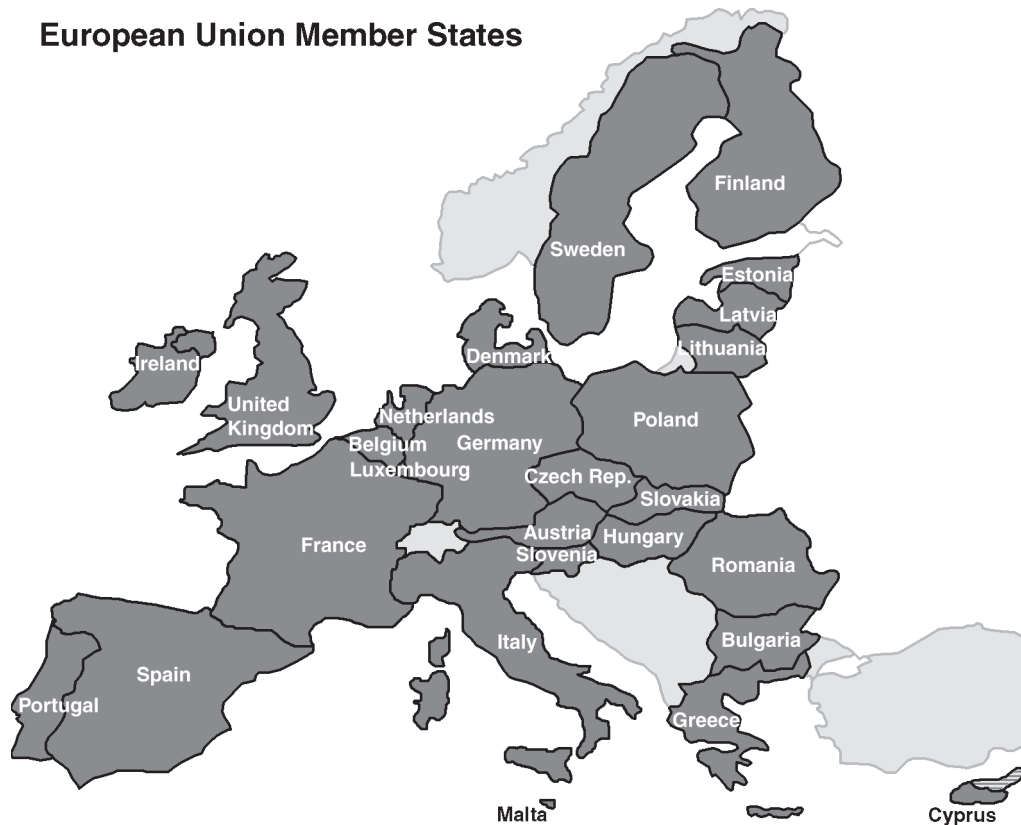 European Union Member States
Finland
Sweden
Estonia
Latvia
Lithuania
Denmark
Ireland
United
Kingdom
Netherlands
Poland
Belgium
Germany
Luxembourg
Czech Rep.
Slovakia
France
Austria
Hungary
Slovenia
Romania
Italy
Bulgaria
Spain
Portugal
Greece
Malta
Cyprus